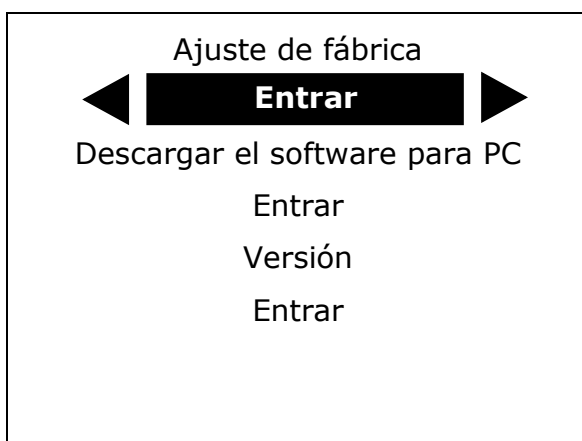 Ajuste de fábrica
Entrar
Descargar el software para PC
Entrar
Versión
Entrar